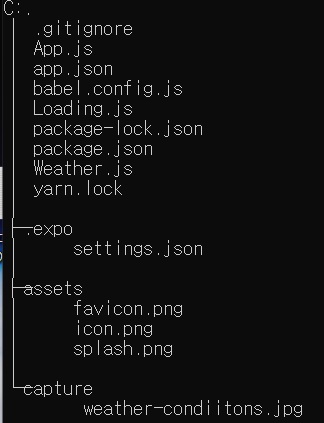 C:.
.gitignore
App.js
app.json
babel.config.js
Loading.js
package-lock.json
package.json
Weather.js
yarn.lock
.expo
settings.json
assets
favicon.png
icon.png
splash.png
capture
weather-condiitons.jpg